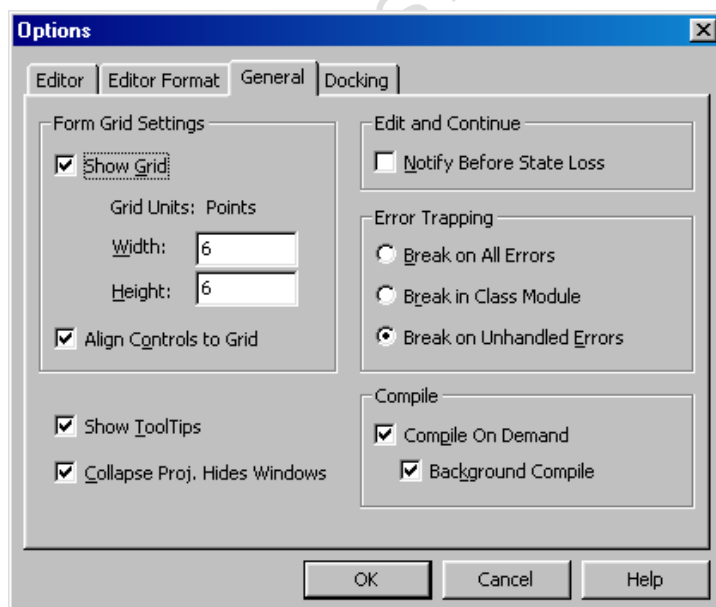 Options
Editor
Editor Format
General
Docking
Form Grid Settings
Show Grid
Grid Units: Points
Width:
6
Height:
6
Align Controls to Grid
Show ToolTips
Collapse Proj. Hides Windows
Edit and Continue
Notify Before State Loss
Error Trapping
Break on All Errors
Break in Class Module
Break on Unhandled Errors
Compile
Compile On Demand
Background Compile
OK
Cancel
Help